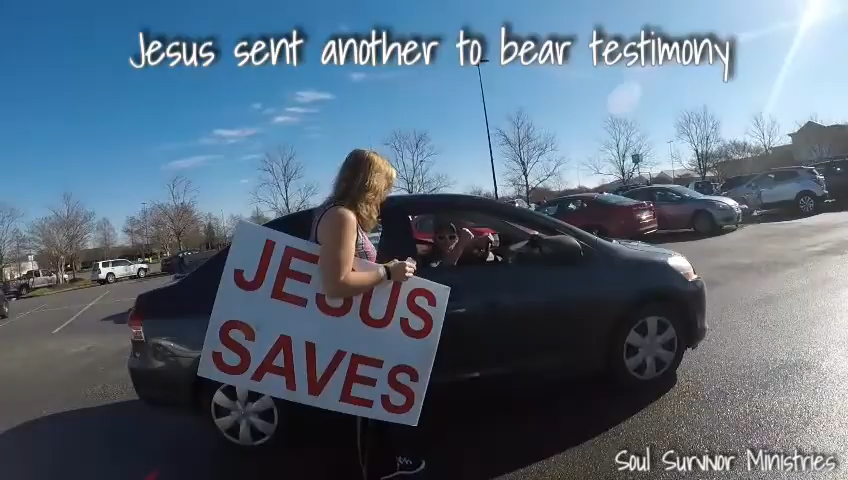 Jesus sent another to bear testimony
JESUS
SAVES
Soul Survivor Ministries